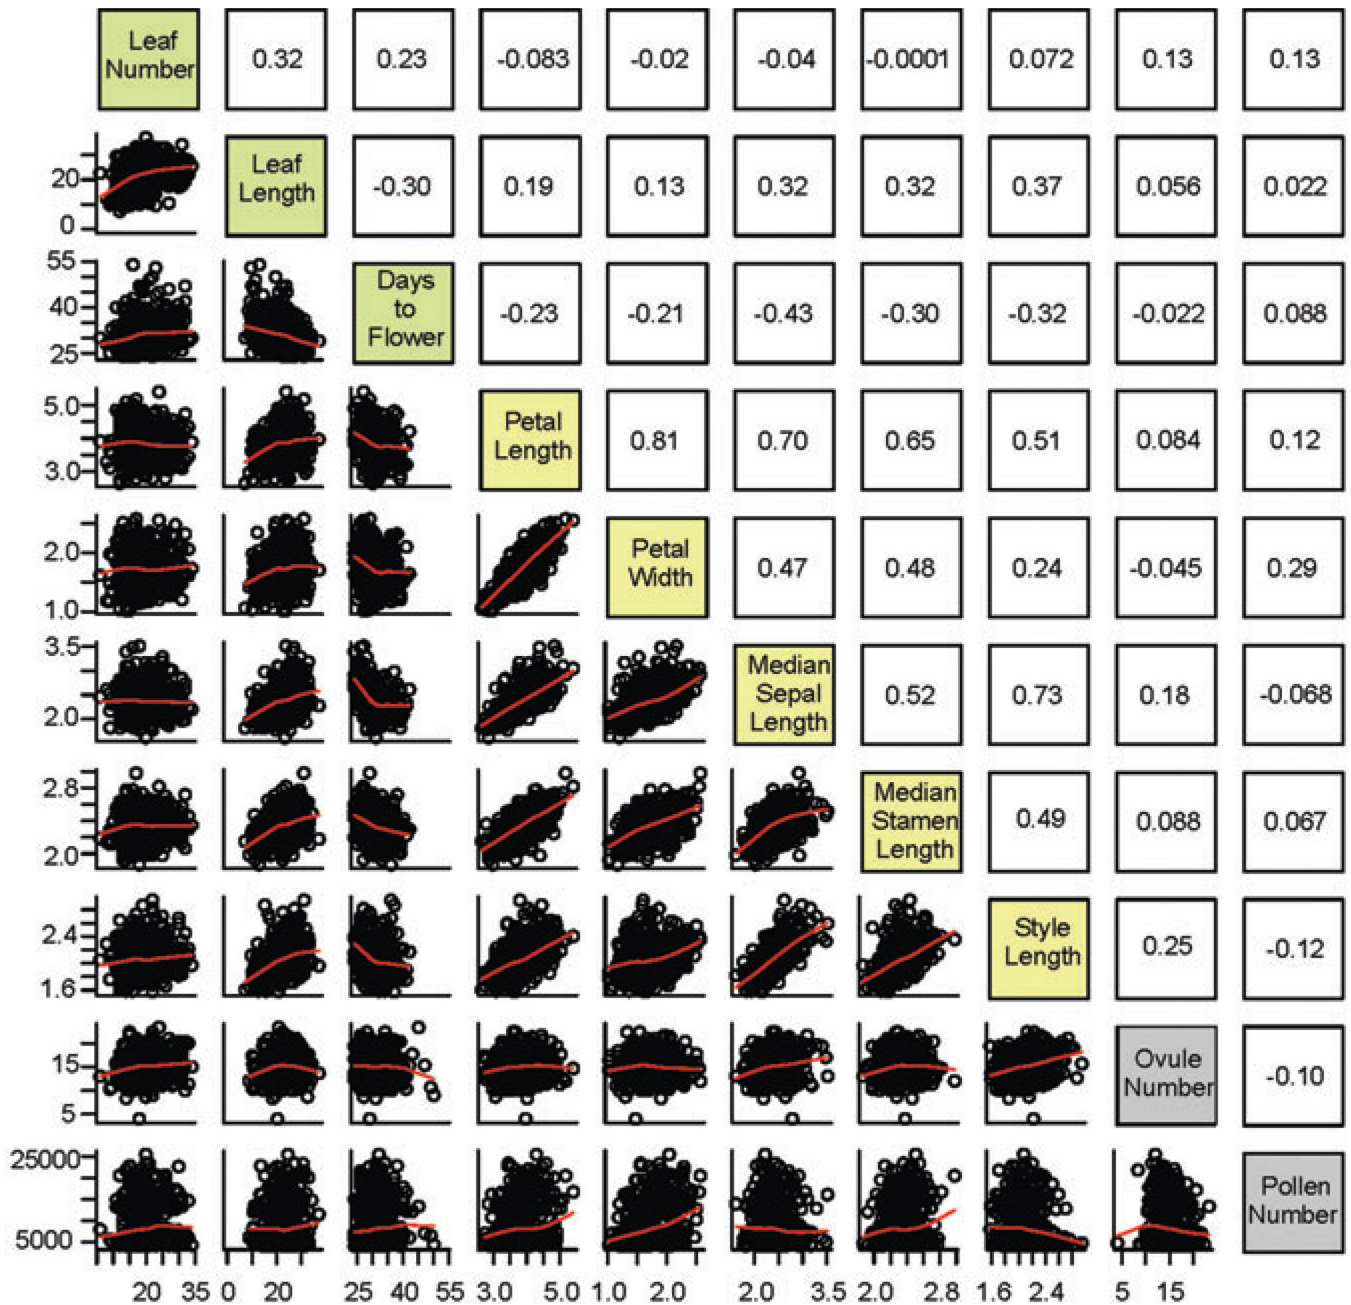 Leaf
Number
0.32
0.23
-0.083
-0.02
-0.04
-0.0001
0.072
0.13
0.13
20
0
Leaf
Length
-0.30
0.19
0.13
0.32
0.32
0.37
0.056
0.022
55
40
25
Days
to
Flower
-0.23
-0.21
-0.43
-0.30
-0.32
-0.022
0.088
5.0
3.0
Petal
Length
0.81
0.70
0.65
0.51
0.084
0.12
2.0
1.0
Petal
Width
0.47
0.48
0.24
-0.045
0.29
3.5
2.0
Median
Sepal
Length
0.52
0.73
0.18
-0.068
2.8
2.0
Median
Stamen
Length
0.49
0.088
0.067
2.4
1.6
Style
Length
0.25
-0.12
15
5
Ovule
Number
-0.10
25000
5000
Pollen
Number
20 35 0 20 25 40 55 3.0 5.0 1.0 2.0 2.0 3.5 2.0 2.8 1.6 2.4 5 15